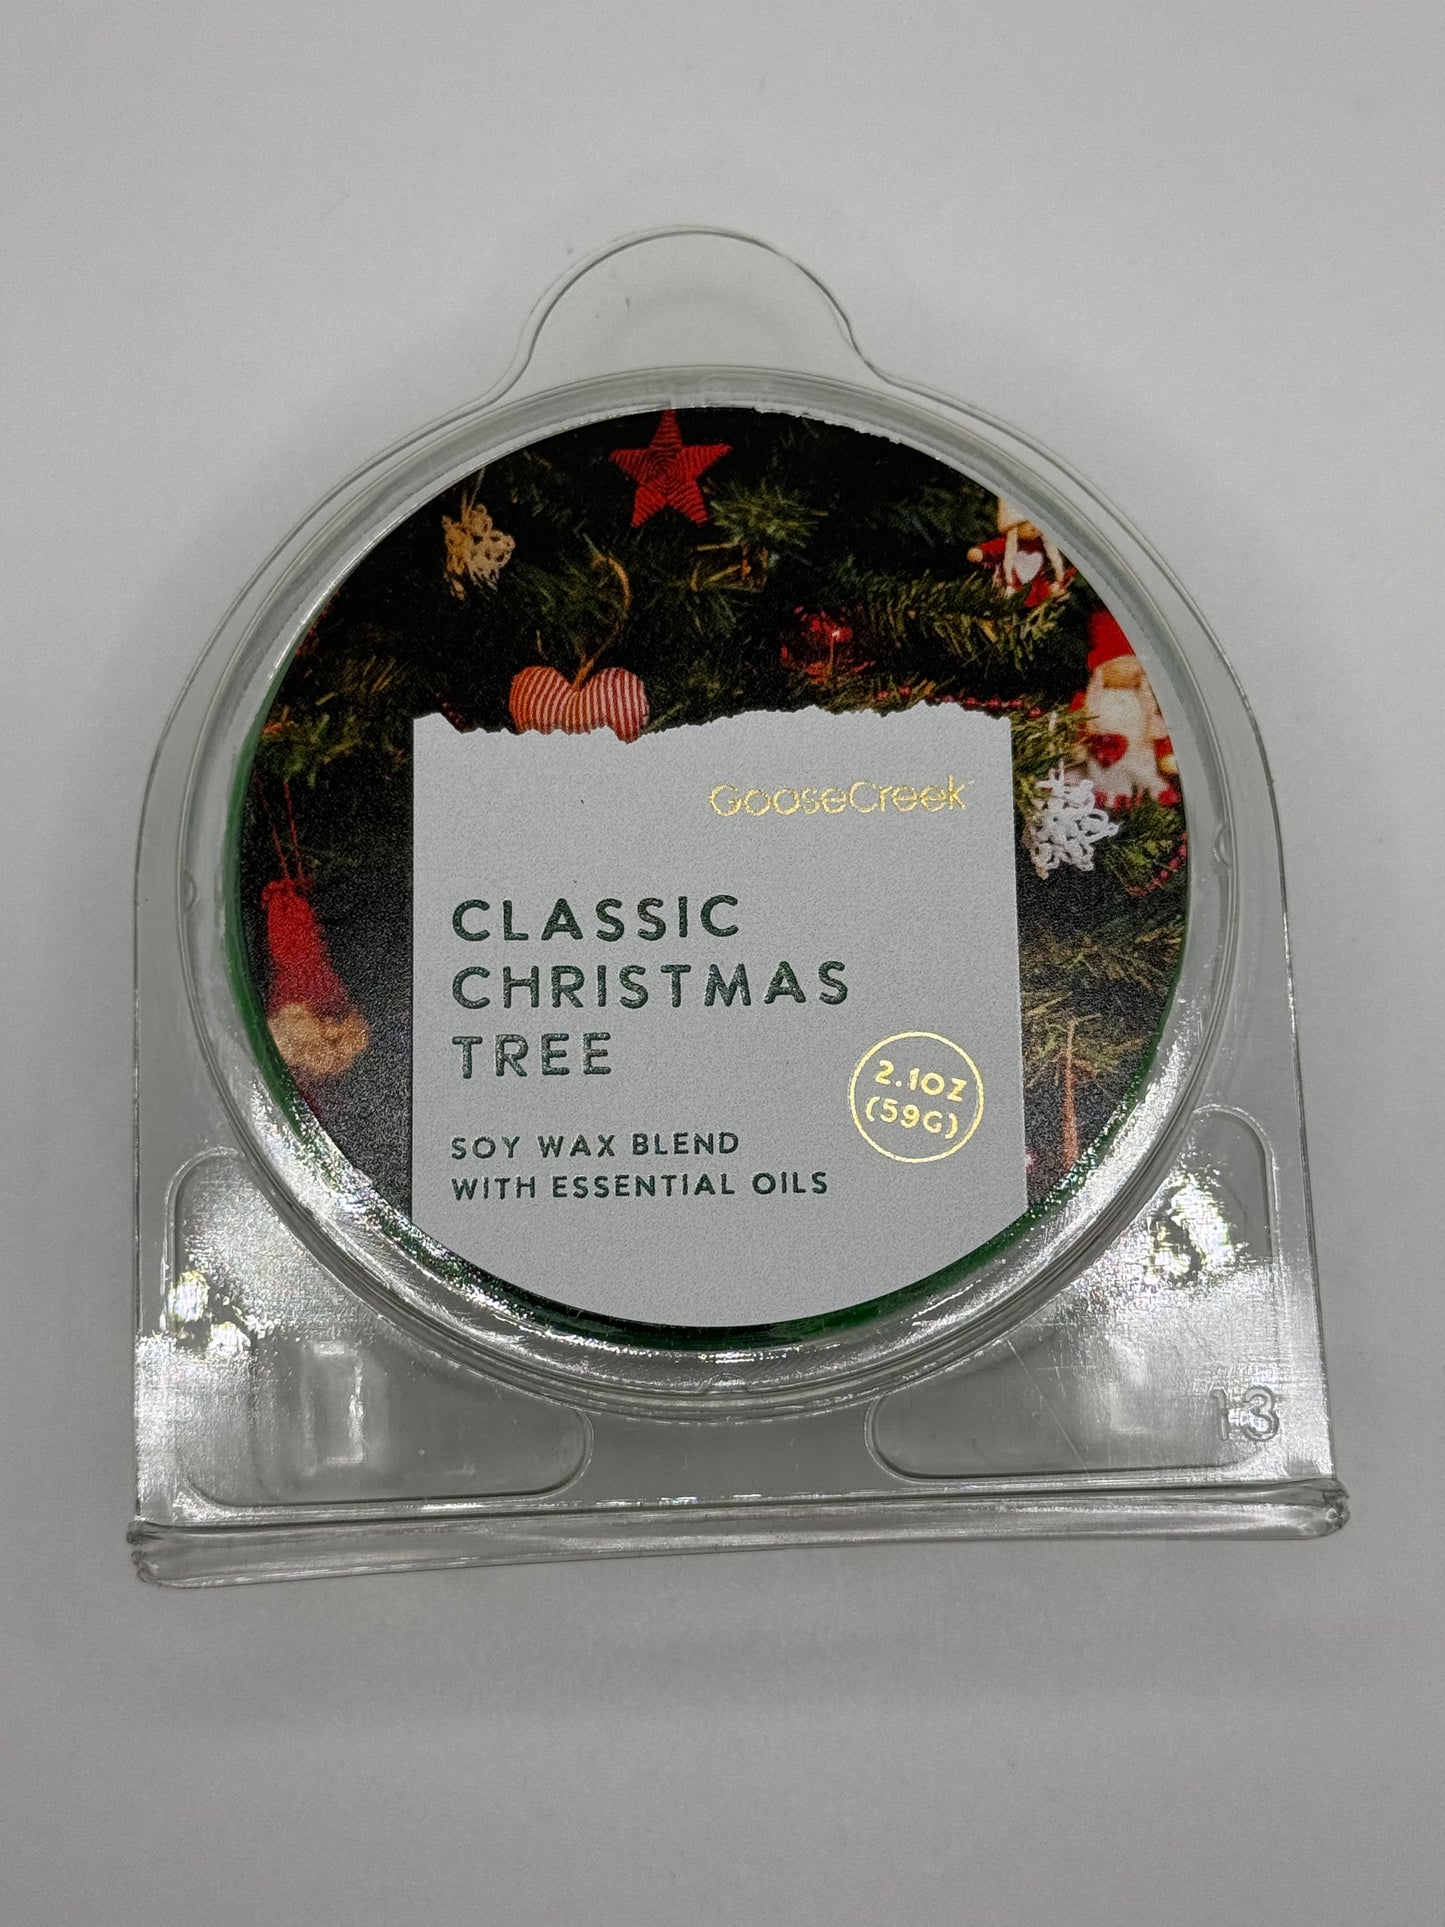 GooseCreek
CLASSIC
CHRISTMAS
TREE
2.1OZ
(59G)
SOY WAX BLEND
WITH ESSENTIAL OILS
13